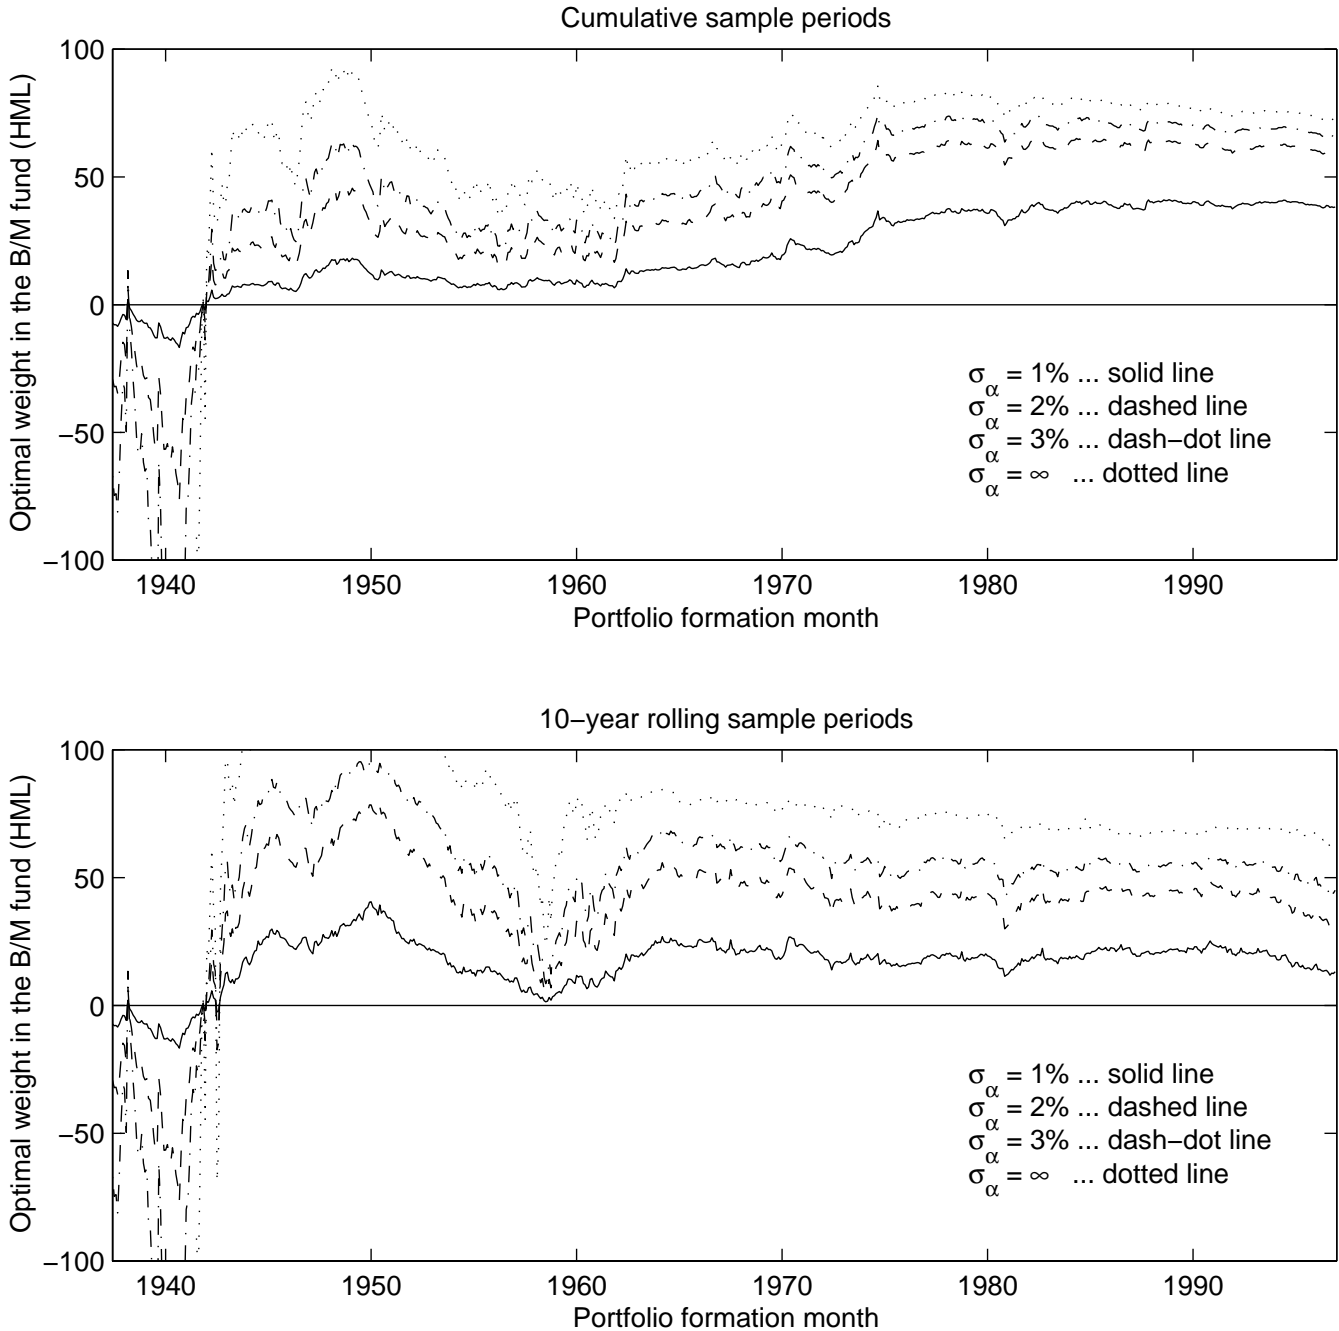 Cumulative sample periods
Optimal weight in the B/M fund (HML)
100
50
0
−50
−100
σα = 1% ... solid line
σα = 2% ... dashed line
σα = 3% ... dash−dot line
σα = ∞ ... dotted line
1940 1950 1960 1970 1980 1990
Portfolio formation month
10−year rolling sample periods
Optimal weight in the B/M fund (HML)
100
50
0
−50
−100
σα = 1% ... solid line
σα = 2% ... dashed line
σα = 3% ... dash−dot line
σα = ∞ ... dotted line
1940 1950 1960 1970 1980 1990
Portfolio formation month